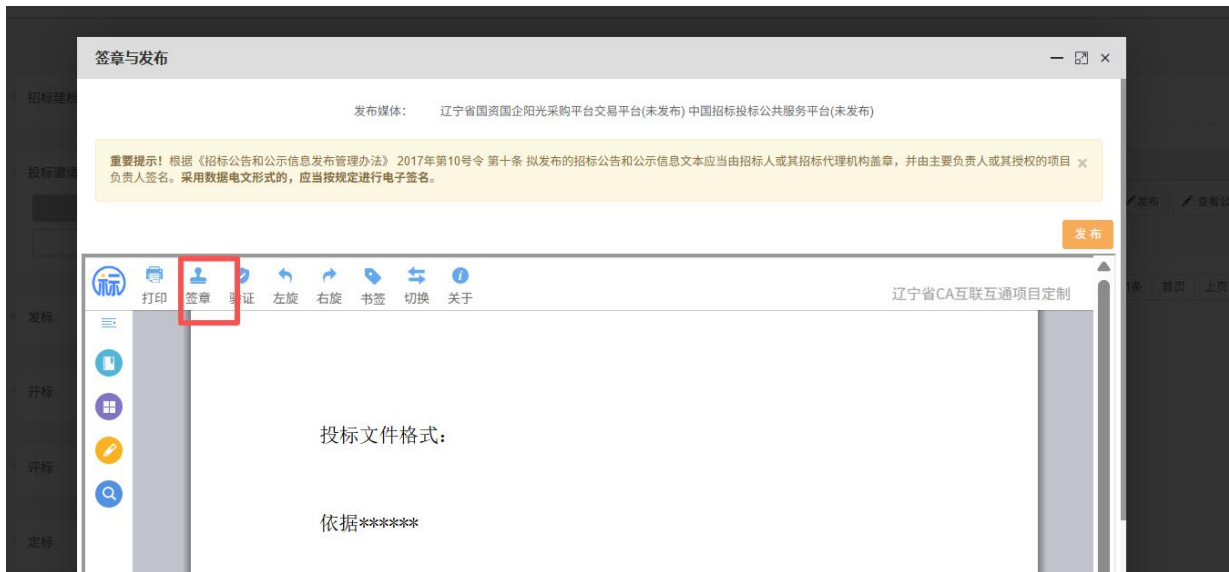 签章与发布
招标建档
发布媒体： 辽宁省国资国企阳光采购平台交易平台(未发布) 中国招标投标公共服务平台(未发布)
重要提示！根据《招标公告和公示信息发布管理办法》 2017年第10号令 第十条 拟发布的招标公告和公示信息文本应当由招标人或其招标代理机构盖章，并由主要负责人或其授权的项目
负责人签名。采用数据电文形式的，应当按规定进行电子签名。
投标邀请
发布 查看公
发布
标
打印 签章 验证 左旋 右旋 书签 切换 关于
辽宁省CA互联互通项目定制
条 首页 上页
发标
开标
投标文件格式：
评标
依据******
定标